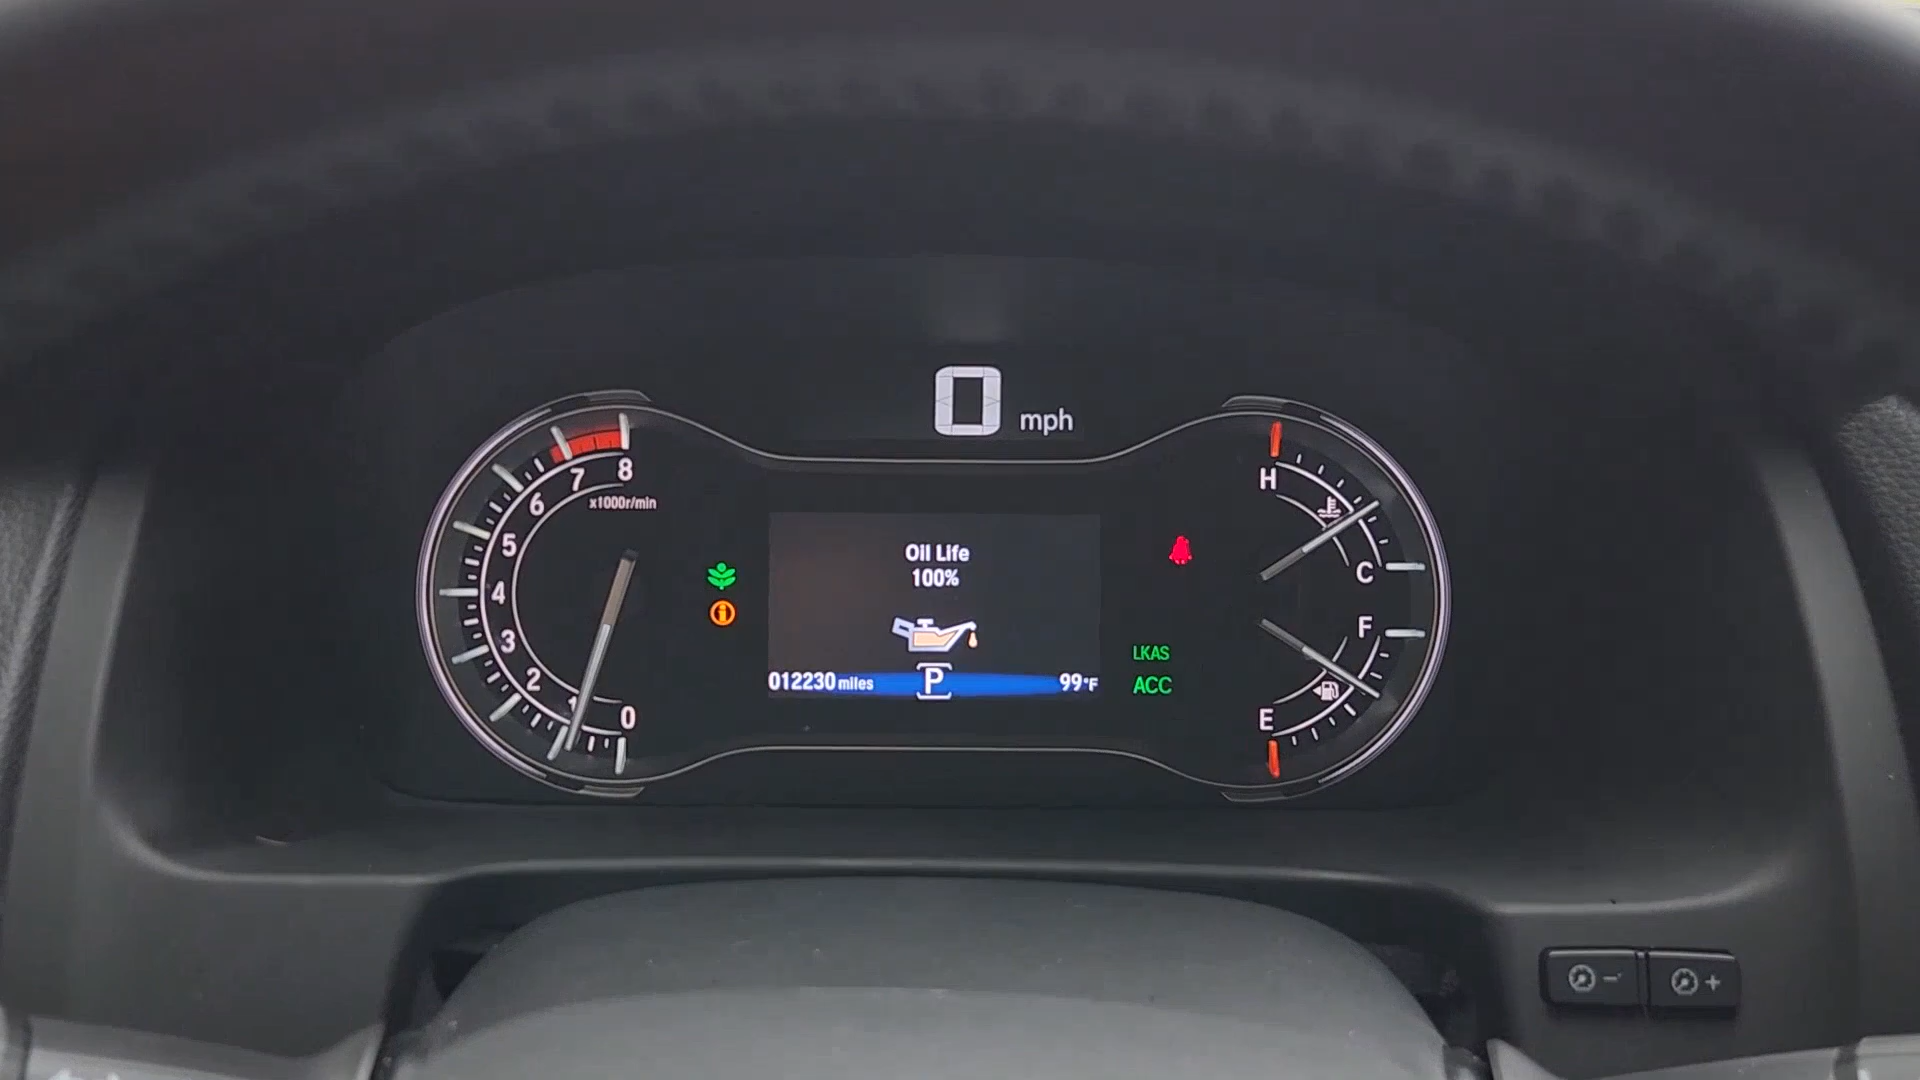 0 mph
8
7
6
5
4
3
2
1
0
x1000r/min
Oil Life
100%
012230 miles
P
99°F
LKAS
ACC
H
C
F
E
-
+